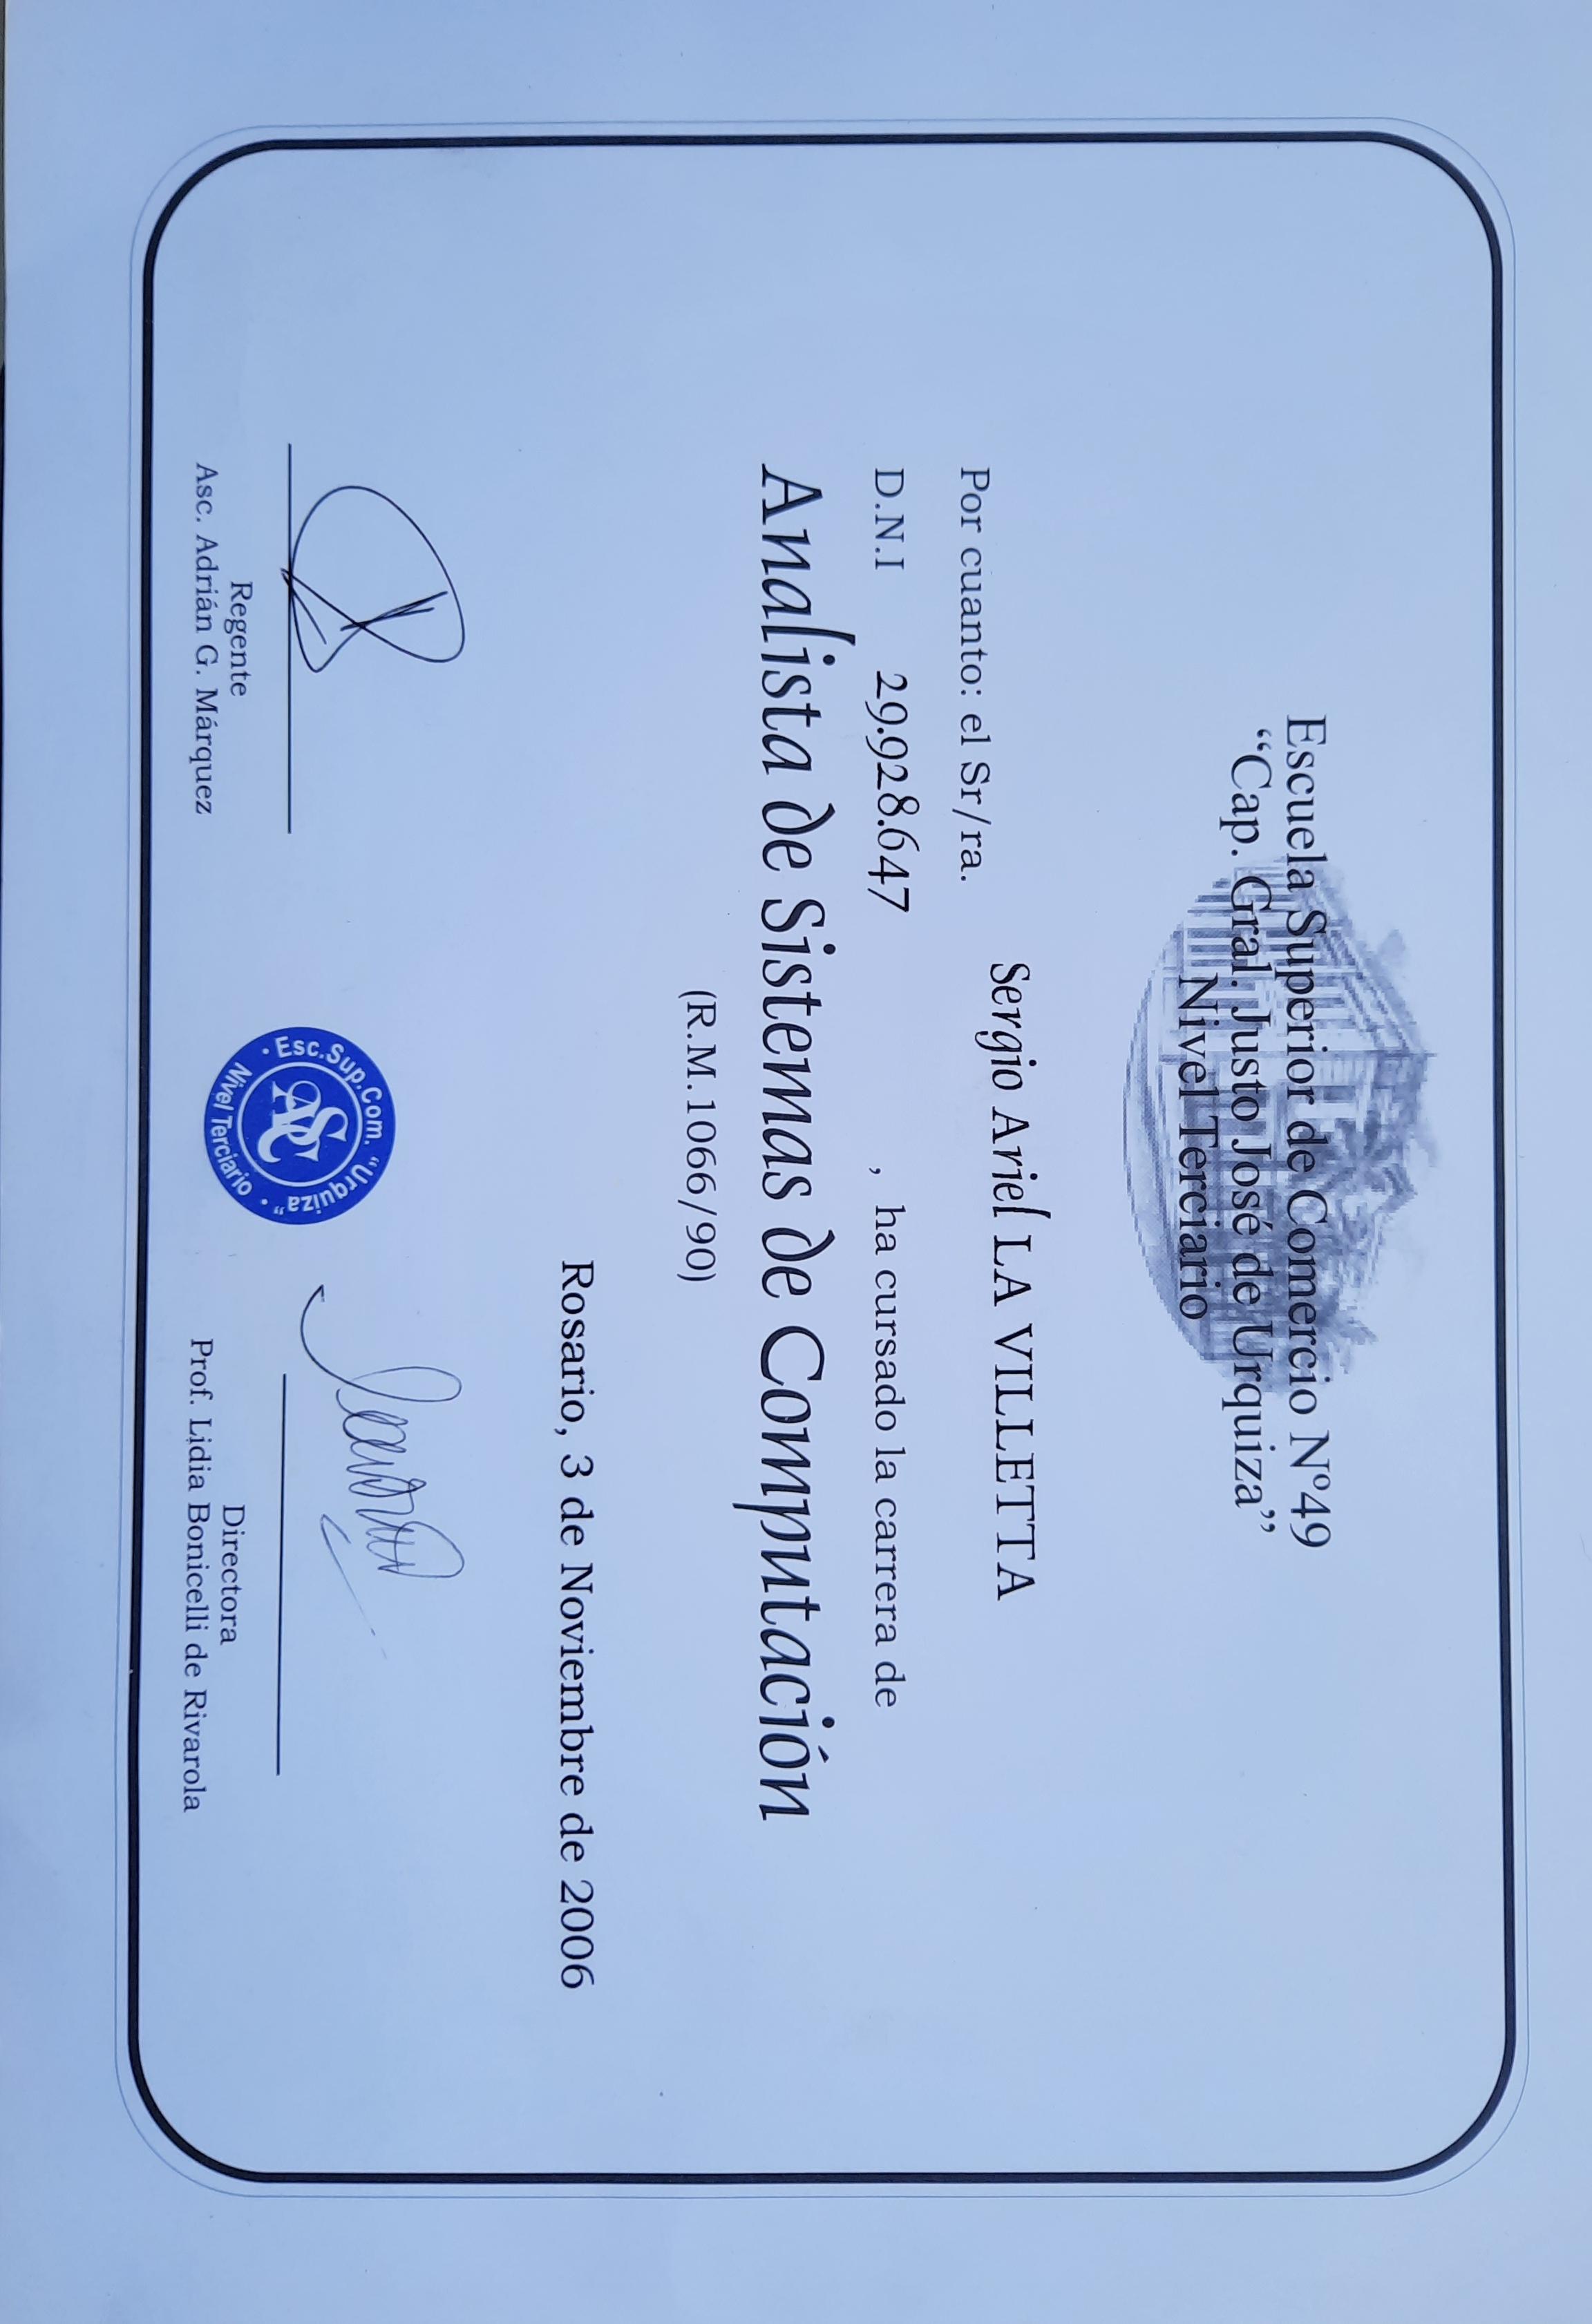 Escuela Superior de Comercio Nº49
“Cap. Gral. Justo José de Urquiza”
Nivel Terciario
Sergio Ariel LA VILLETTA
Por cuanto: el Sr/ra.
D.N.I 29.928.647 , ha cursado la carrera de
Analista de Sistemas de Computación
(R.M.1066/90)
Rosario, 3 de Noviembre de 2006
Esc.Sup.Com. “Urquiza”
ASC
Nivel Terciario
Regente
Asc. Adrián G. Márquez
Directora
Prof. Lidia Bonicelli de Rivarola